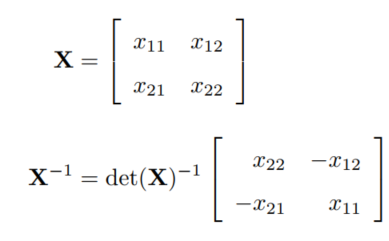 X = [ x₁₁ x₁₂
x₂₁ x₂₂ ]
X⁻¹ = det(X)⁻¹ [ x₂₂ −x₁₂
−x₂₁ x₁₁ ]